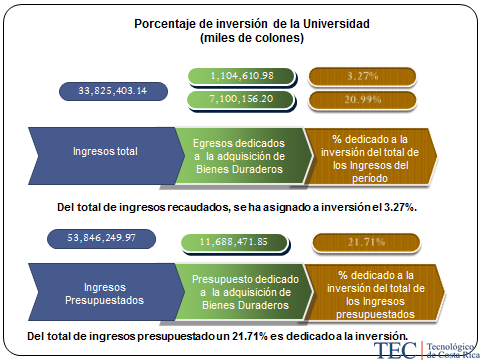 Porcentaje de inversión de la Universidad
(miles de colones)
33,825,403.14
1,104,610.98
3.27%
7,100,156.20
20.99%
Ingresos total
Egresos dedicados
a la adquisición de
Bienes Duraderos
% dedicado a la
inversión del total de
los Ingresos del
período
Del total de ingresos recaudados, se ha asignado a inversión el 3.27%.
53,846,249.97
11,688,471.85
21.71%
Ingresos
Presupuestados
Presupuesto dedicado
a la adquisición de
Bienes Duraderos
% dedicado a la
inversión del total de
los Ingresos
presupuestados
Del total de ingresos presupuestado un 21.71% es dedicado a la inversión.
TEC | Tecnológico
de Costa Rica